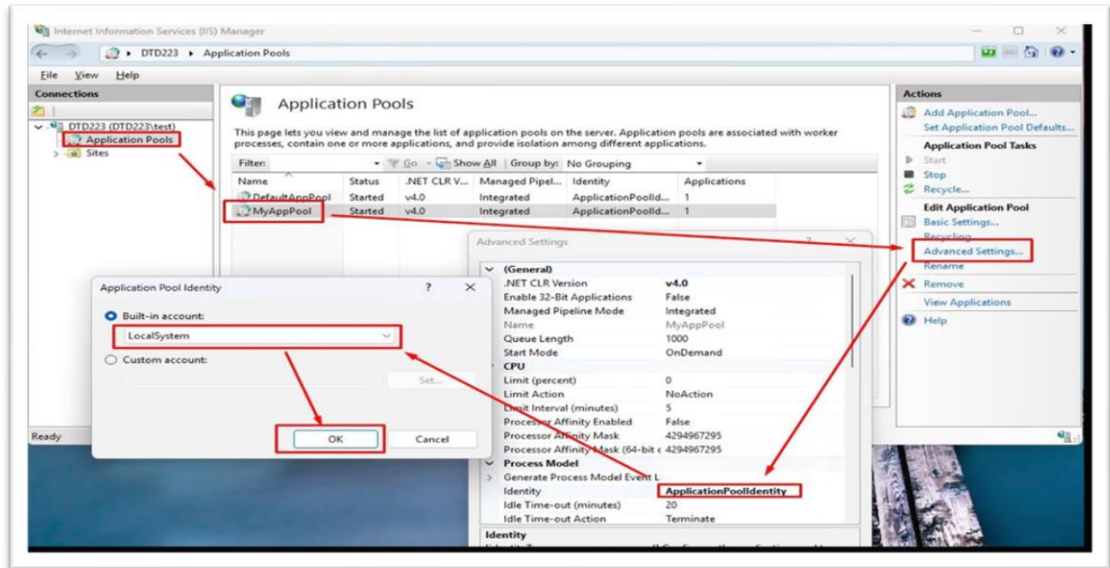 Internet Information Services (IIS) Manager
DTD223 Application Pools
File View Help
Connections
DTD223 (DTD223\test)
Application Pools
Sites
Application Pools
This page lets you view and manage the list of application pools on the server. Application pools are associated with worker
processes, contain one or more applications, and provide isolation among different applications.
Filter: Go Show All Group by: No Grouping
Name Status .NET CLR V... Managed Pipel... Identity Applications
DefaultAppPool Started v4.0 Integrated ApplicationPoolId... 1
MyAppPool Started v4.0 Integrated ApplicationPoolId... 1
Actions
Add Application Pool...
Set Application Pool Defaults...
Application Pool Tasks
Start
Stop
Recycle...
Edit Application Pool
Basic Settings...
Recycling
Advanced Settings...
Rename
Remove
View Applications
Help
Advanced Settings ? X
(General)
.NET CLR Version v4.0
Enable 32-Bit Applications False
Managed Pipeline Mode Integrated
Name MyAppPool
Queue Length 1000
Start Mode OnDemand
CPU
Limit (percent) 0
Limit Action NoAction
Limit Interval (minutes) 5
Processor Affinity Enabled False
Processor Affinity Mask 4294967295
Processor Affinity Mask (64-bit c 4294967295
Process Model
Generate Process Model Event L
Identity ApplicationPoolIdentity
Idle Time-out (minutes) 20
Idle Time-out Action Terminate
Identity
Application Pool Identity ? X
Built-in account:
LocalSystem
Custom account:
Set...
OK Cancel
Ready